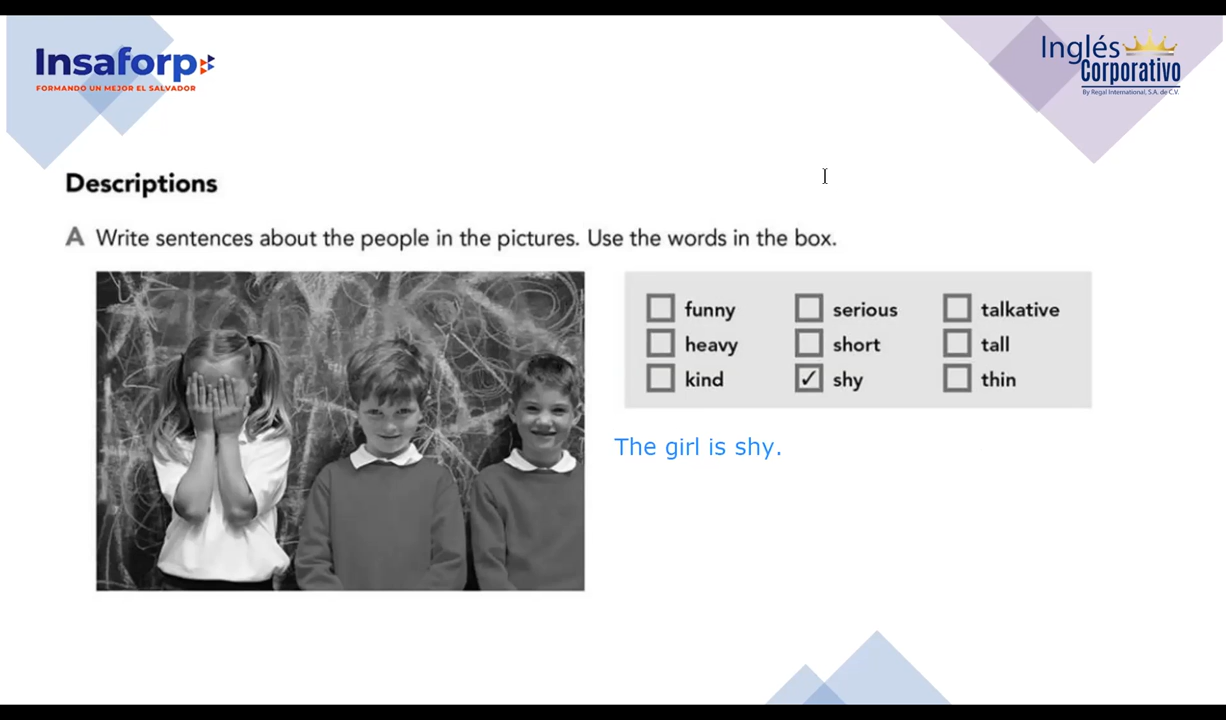 Insaforp
FORMANDO UN MEJOR EL SALVADOR
Inglés
Corporativo
By Regal International, S.A. de C.V.
Descriptions
A Write sentences about the people in the pictures. Use the words in the box.
funny serious talkative
heavy short tall
kind ✓ shy thin
The girl is shy.